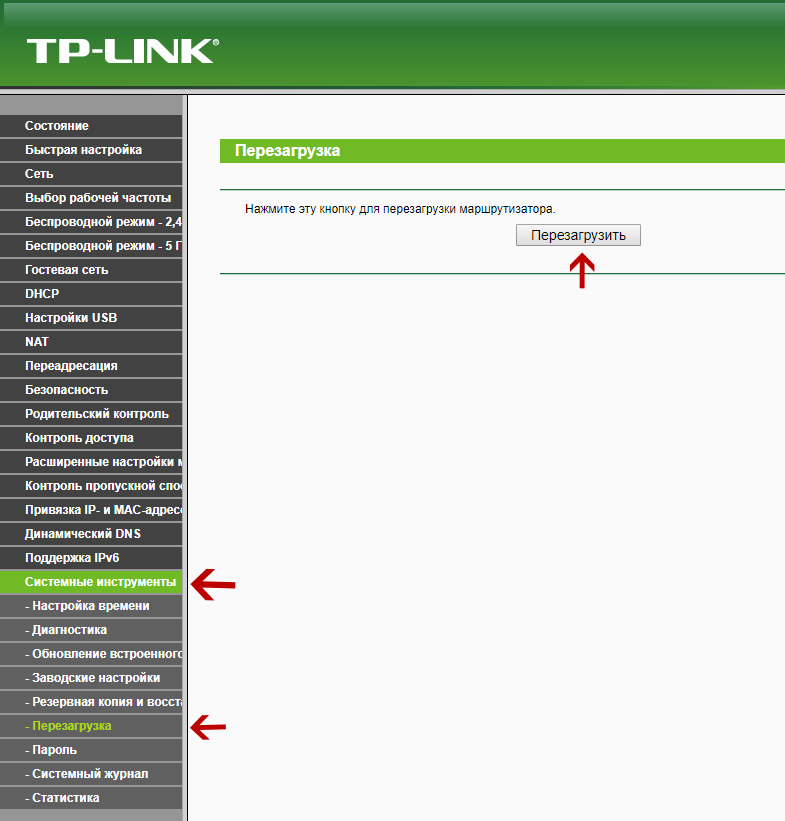 TP-LINK®
Состояние
Быстрая настройка
Сеть
Выбор рабочей частоты
Беспроводной режим - 2,4
Беспроводной режим - 5 Г
Гостевая сеть
DHCP
Настройки USB
NAT
Переадресация
Безопасность
Родительский контроль
Контроль доступа
Расширенные настройки м
Контроль пропускной спос
Привязка IP- и MAC-адресо
Динамический DNS
Поддержка IPv6
Системные инструменты
- Настройка времени
- Диагностика
- Обновление встроенного
- Заводские настройки
- Резервная копия и восста
- Перезагрузка
- Пароль
- Системный журнал
- Статистика
Перезагрузка
Нажмите эту кнопку для перезагрузки маршрутизатора.
Перезагрузить